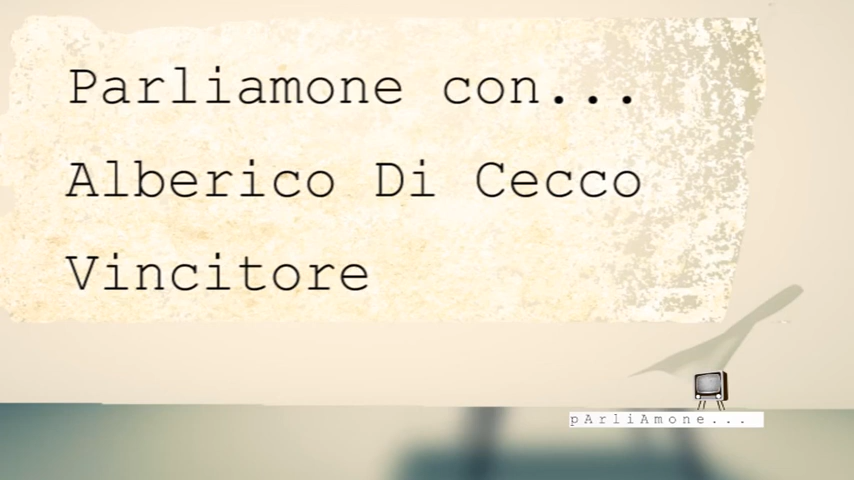 Parliamone con...
Alberico Di Cecco
Vincitore
pArliAmone...